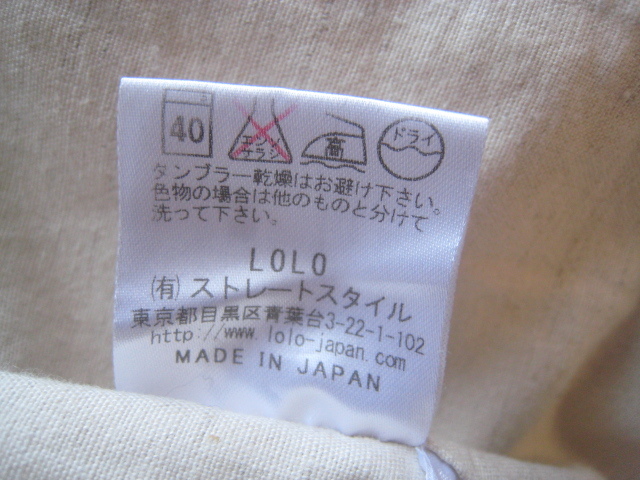 40 エンソ サラシ 高 ドライ
タンブラー乾燥はお避け下さい。
色物の場合は他のものと分けて
洗って下さい。
LOLO
㈲ ストレートスタイル
東京都目黒区青葉台3-22-1-102
http://www.lolo-japan.com
MADE IN JAPAN